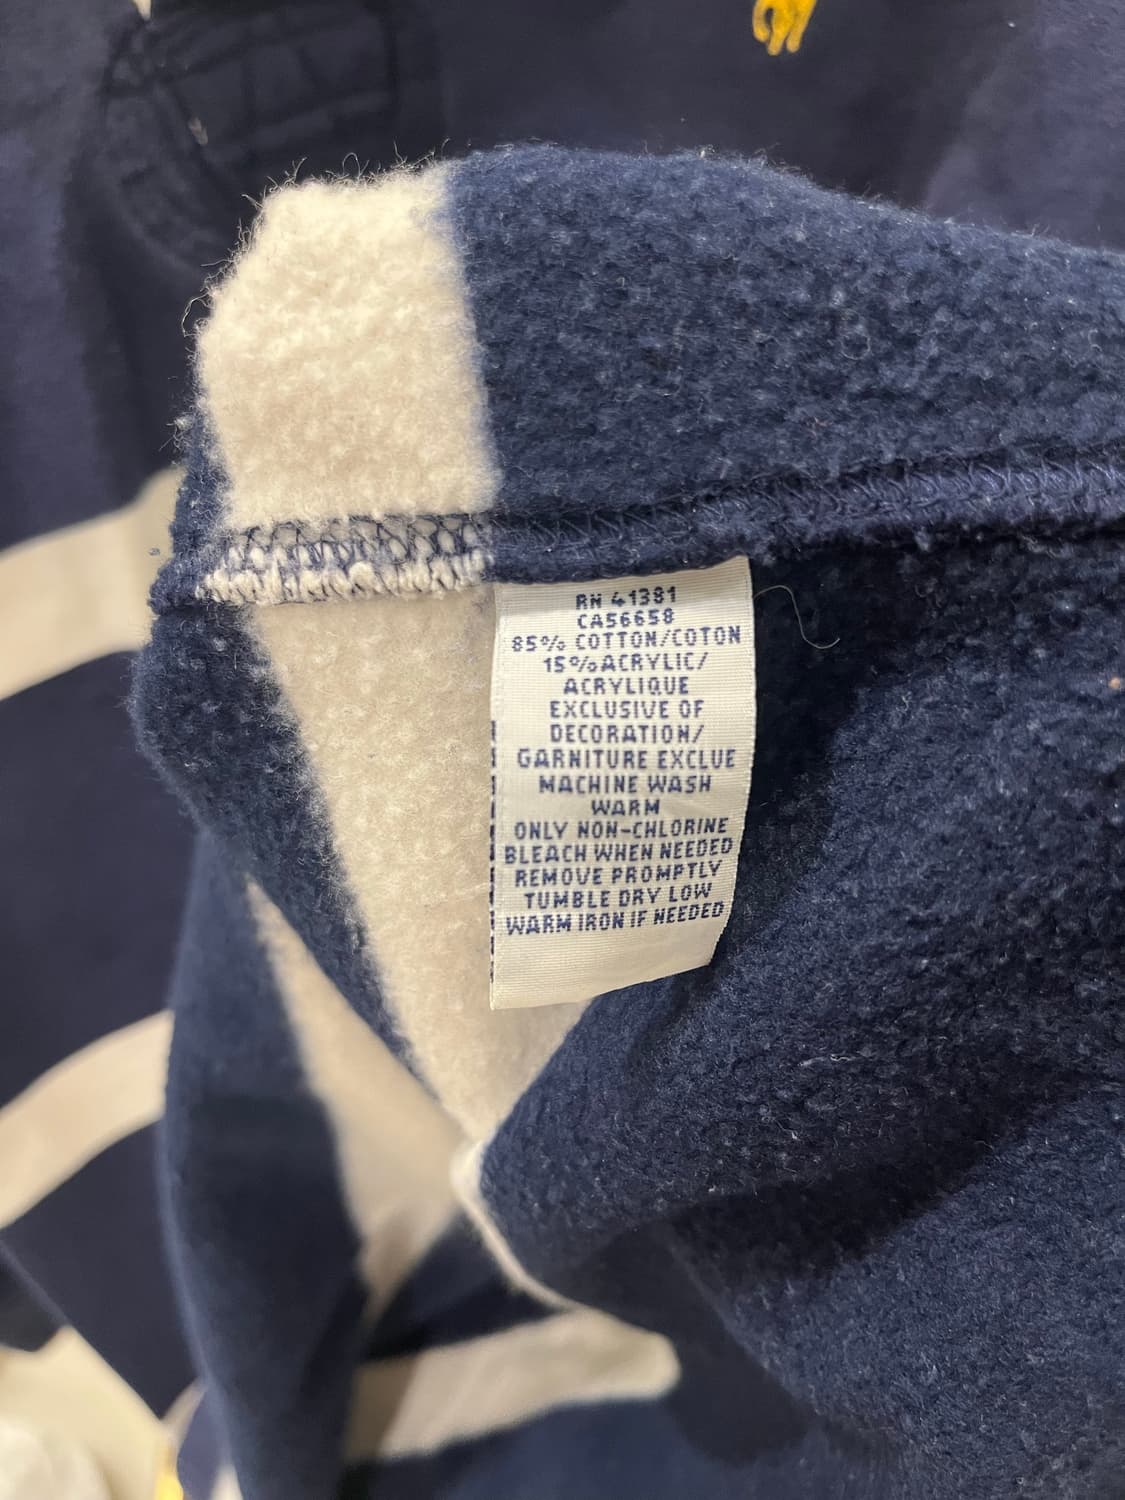 RN 41381
CA56658
85% COTTON/COTON
15% ACRYLIC/
ACRYLIQUE
EXCLUSIVE OF
DECORATION/
GARNITURE EXCLUE
MACHINE WASH
WARM
ONLY NON-CHLORINE
BLEACH WHEN NEEDED
REMOVE PROMPTLY
TUMBLE DRY LOW
WARM IRON IF NEEDED